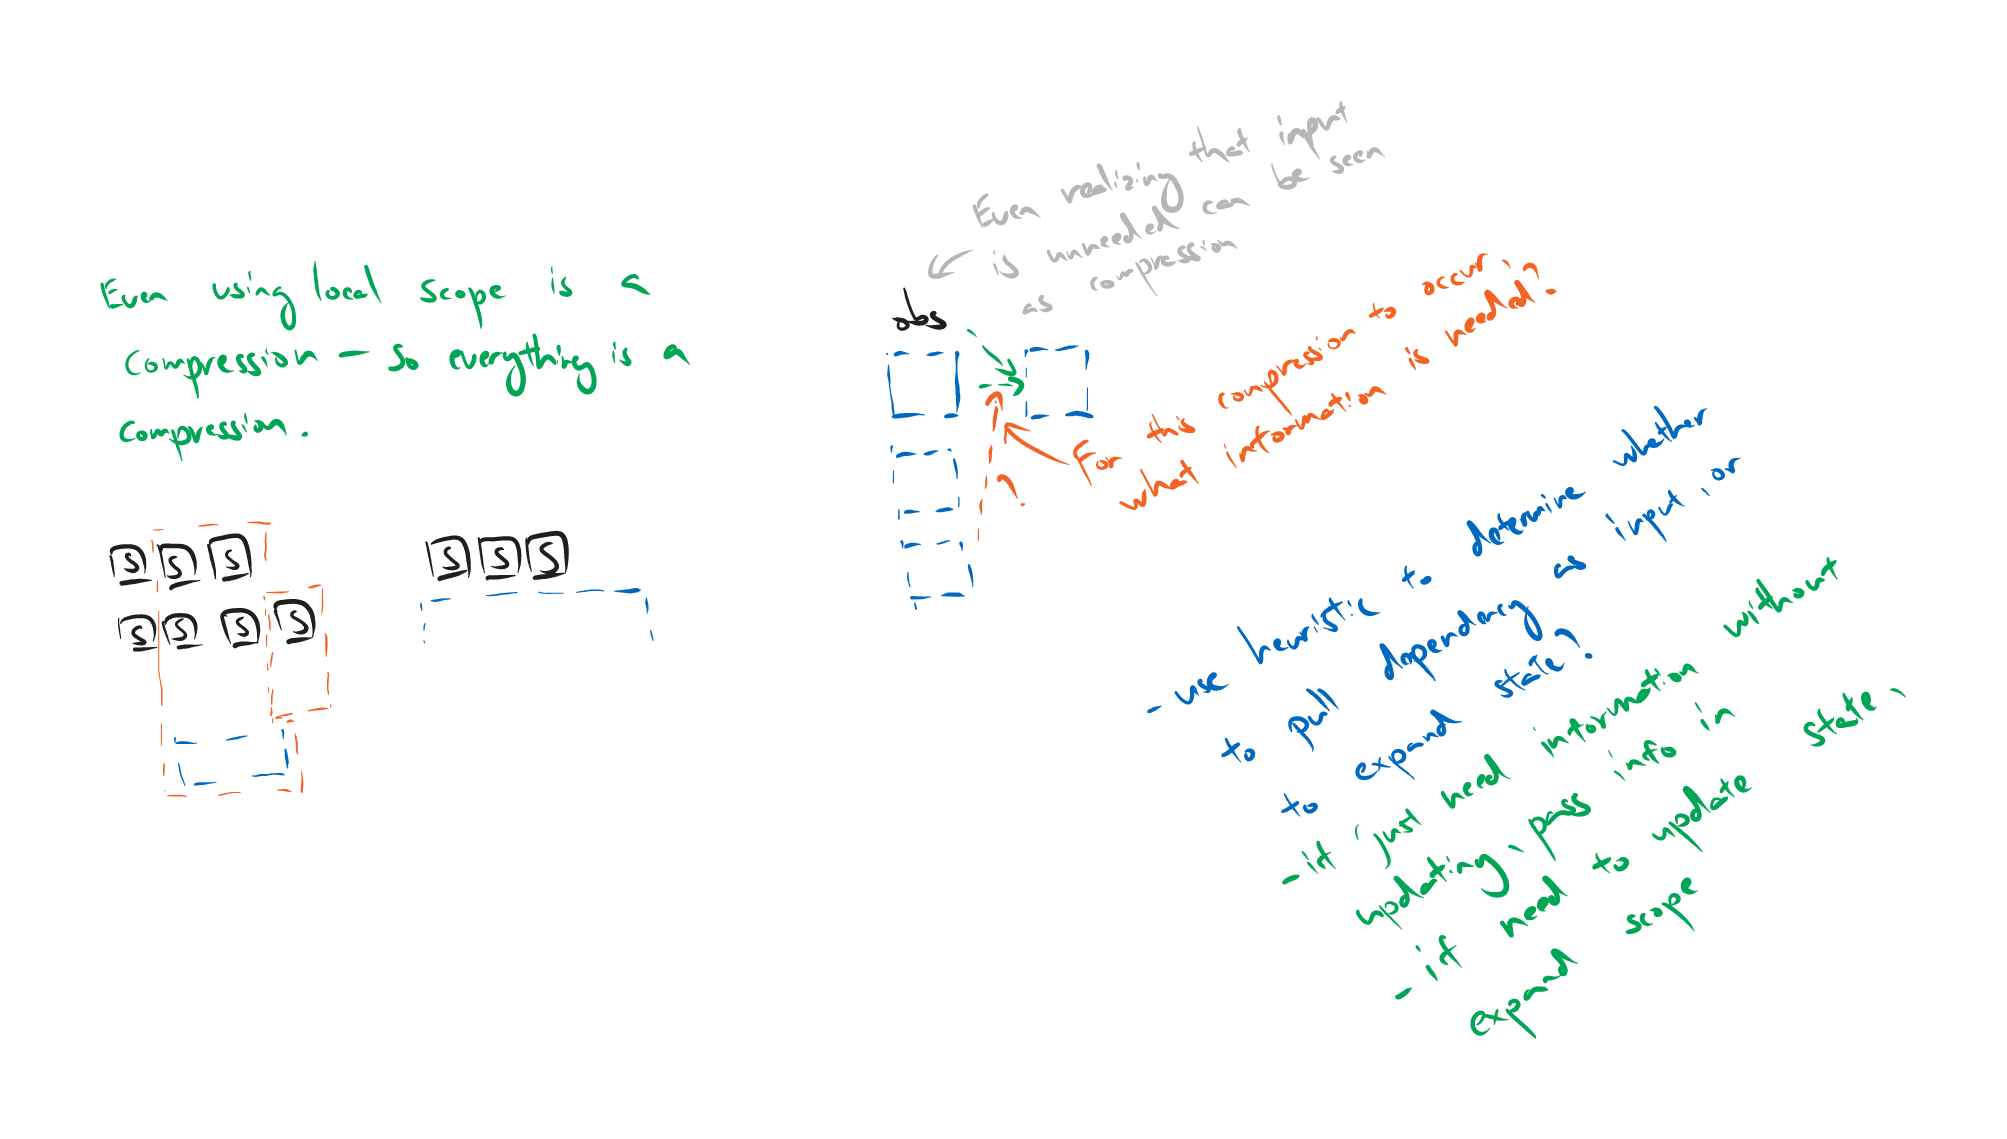 Even using local scope is a
compression – so everything is a
compression.
S S S
S S S S
S S S
Even realizing that input
is unneeded can be seen
as compression
obs
For this compression to occur,
what information is needed?
?
- use heuristic to determine whether
to pull dependency as input, or
to expand state?
- if just need information without
updating, pass info in
- if need to update state,
expand scope